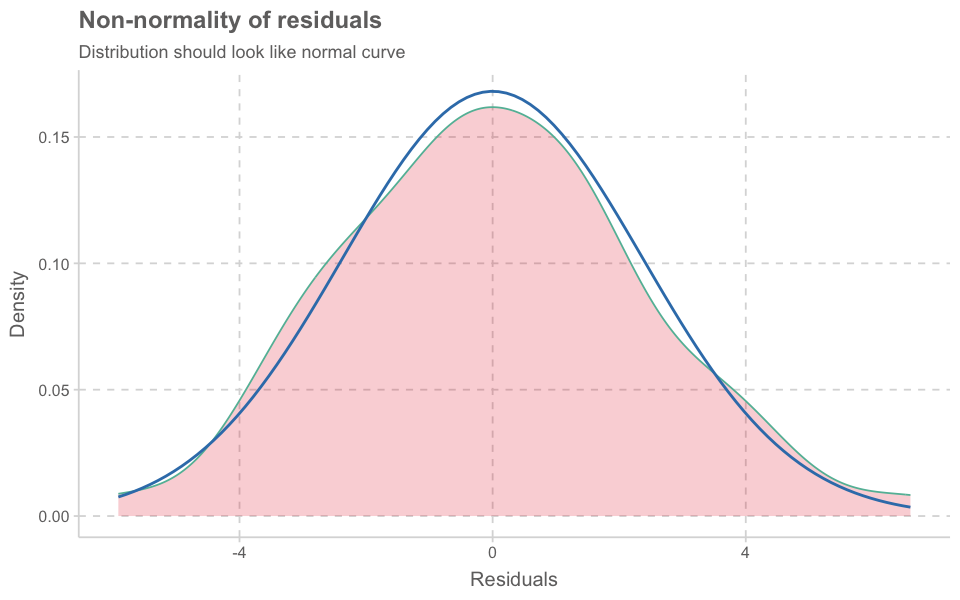 Non-normality of residuals
Distribution should look like normal curve
Density
0.15
0.10
0.05
0.00
-4
0
4
Residuals